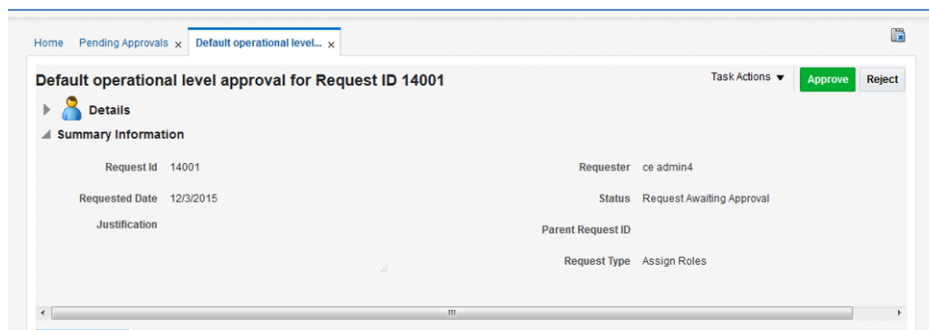 Home Pending Approvals x Default operational level... x
Default operational level approval for Request ID 14001 Task Actions Approve Reject
Details
Summary Information
Request Id 14001 Requester ce admin4
Requested Date 12/3/2015 Status Request Awaiting Approval
Justification Parent Request ID
Request Type Assign Roles